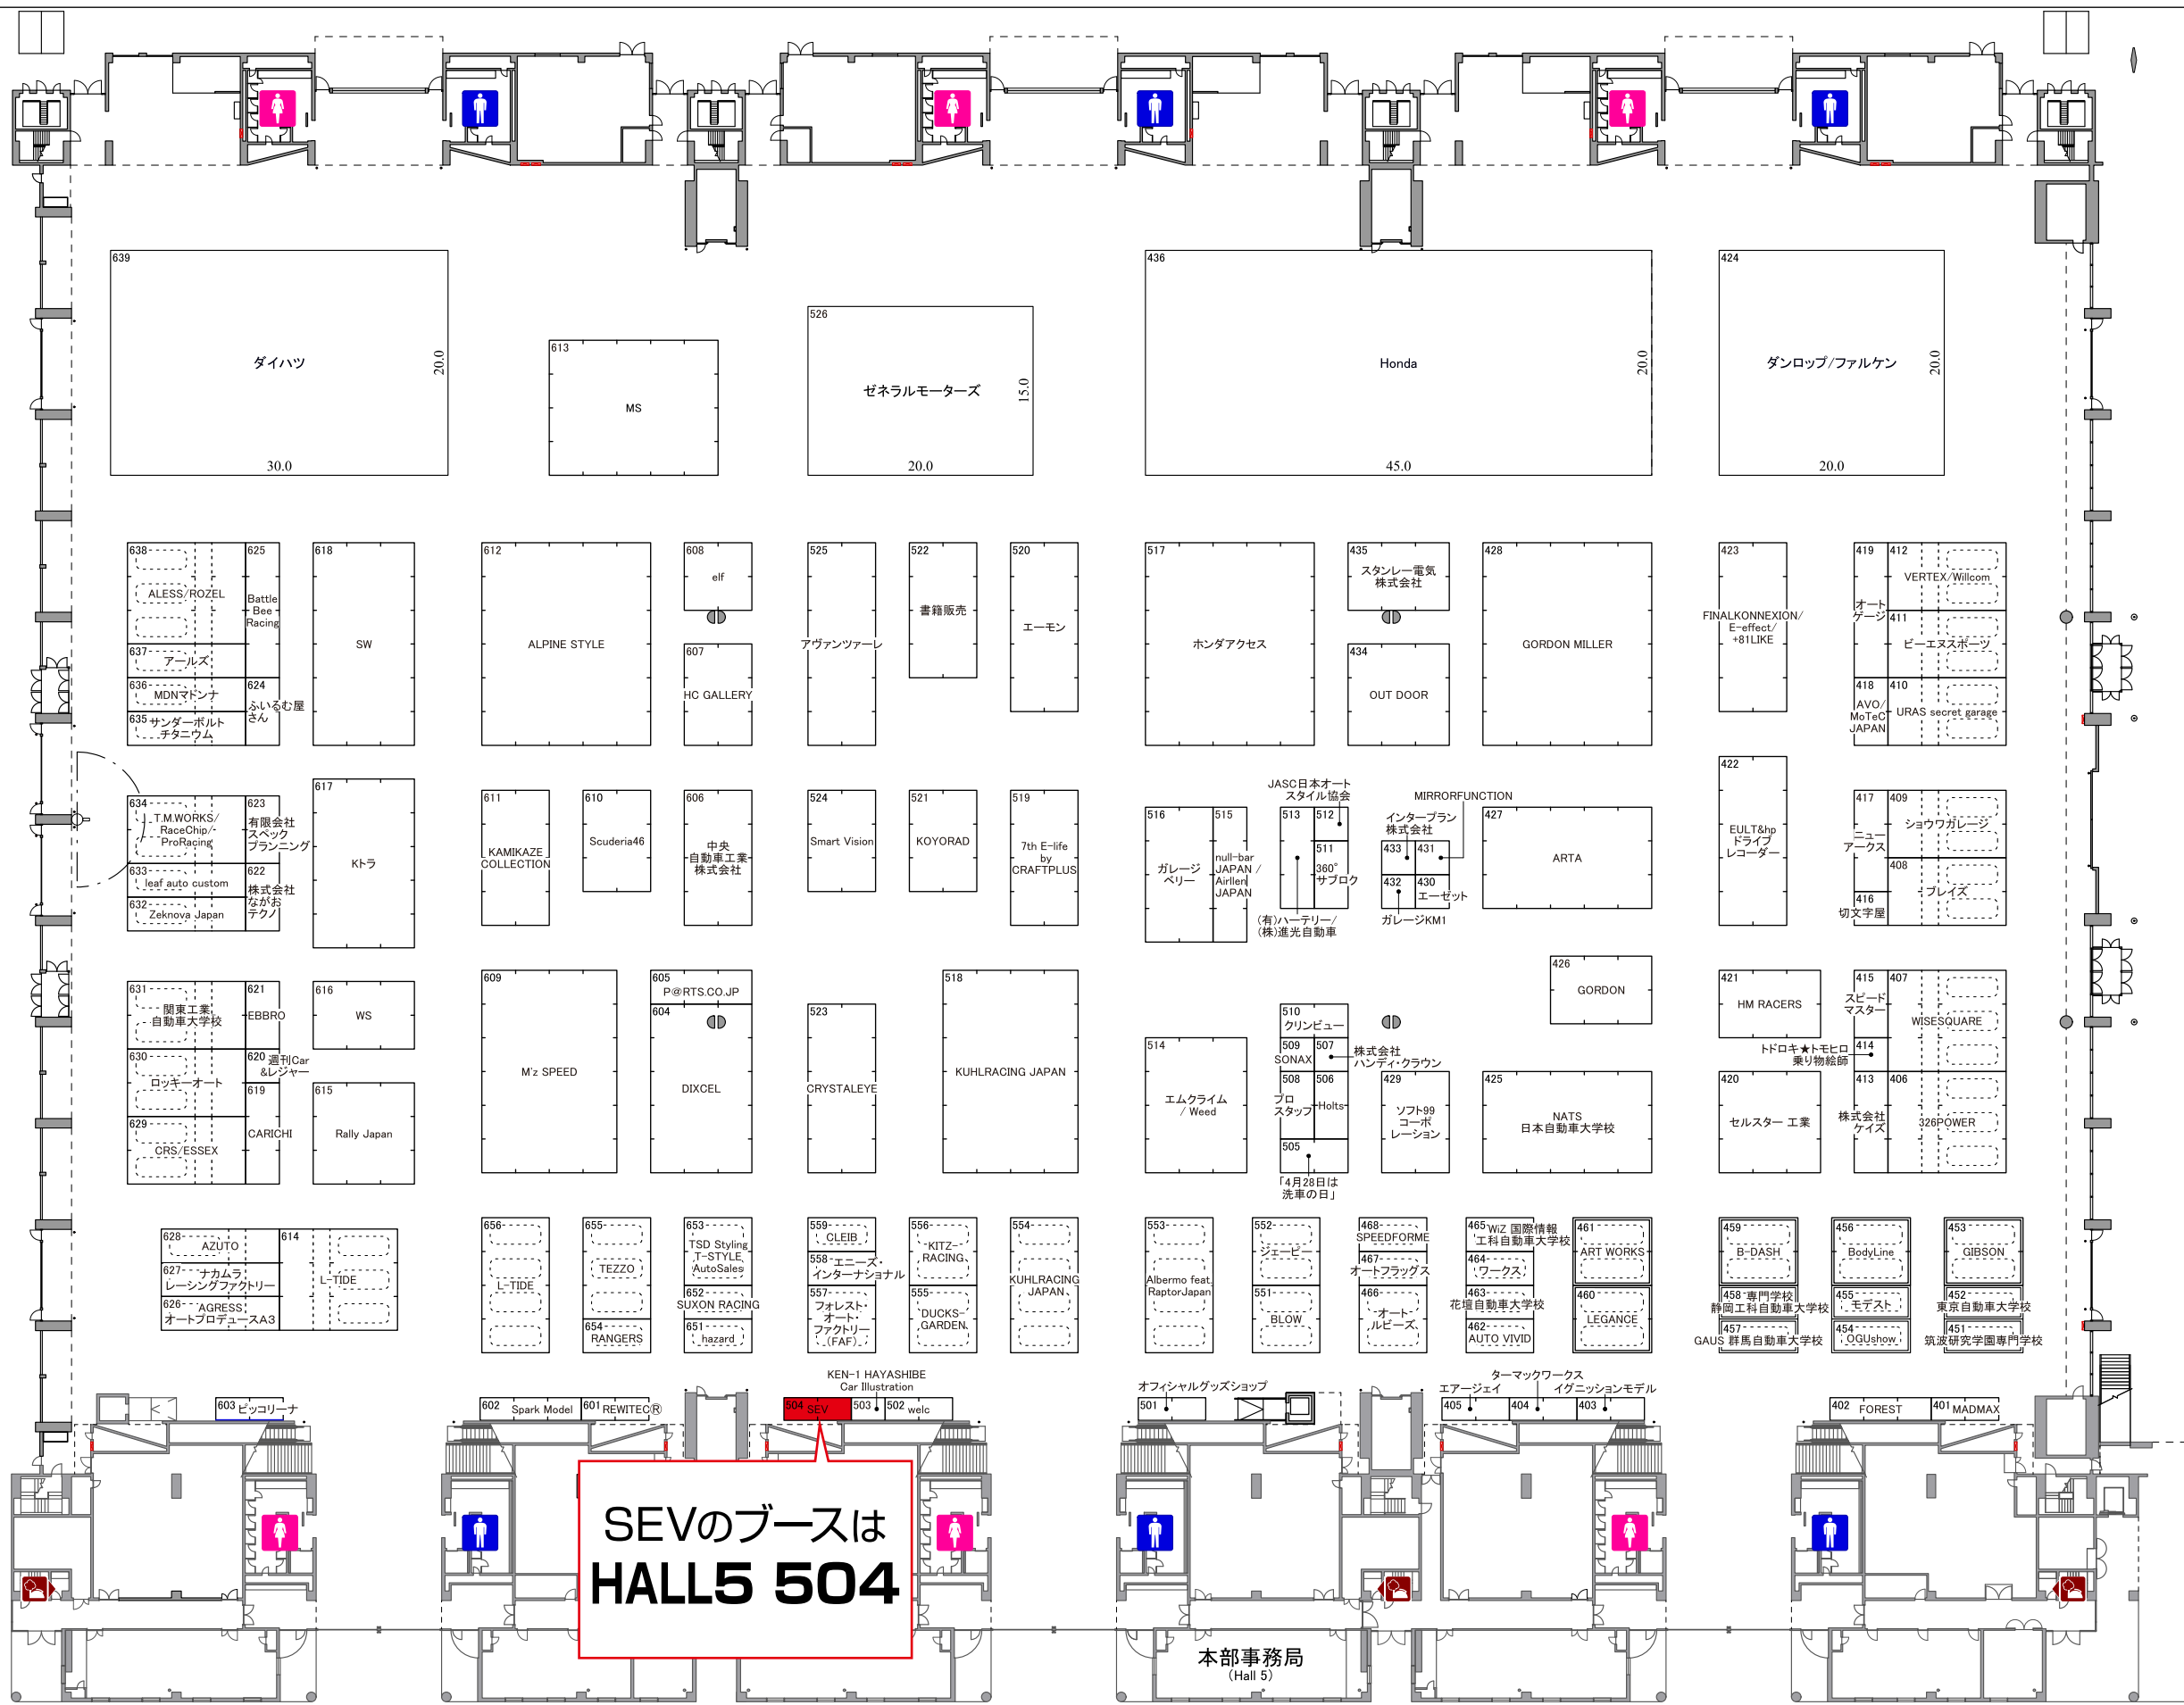 639
ダイハツ
20.0
30.0
613
MS
526
ゼネラルモーターズ
15.0
20.0
436
Honda
20.0
45.0
424
ダンロップ/ファルケン
20.0
20.0
638
ALESS/ROZEL
625
Battle
Bee
Racing
637
アールズ
636
MDNマドンナ
624
ふいるむ屋
さん
635
サンダーボルト
チタニウム
618
SW
612
ALPINE STYLE
608
elf
607
HC GALLERY
525
アヴァンツァーレ
522
書籍販売
520
エーモン
517
ホンダアクセス
435
スタンレー電気
株式会社
434
OUT DOOR
428
GORDON MILLER
423
FINALKONNEXION/
E-effect/
+81LIKE
419
オート
ゲージ
412
VERTEX/Willcom
411
ビーエヌスポーツ
418
AVO/
MoTeC
JAPAN
410
URAS secret garage
634
T.M.WORKS/
RaceChip/
ProRacing
623
有限会社
スペック
プランニング
633
leaf auto custom
622
株式会社
ながお
テクノ
632
Zeknova Japan
617
Kトラ
611
KAMIKAZE
COLLECTION
610
Scuderia46
606
中央
自動車工業
株式会社
524
Smart Vision
521
KOYORAD
519
7th E-life
by
CRAFTPLUS
516
ガレージ
ベリー
515
null-bar
JAPAN /
Airllen
JAPAN
JASC日本オート
スタイル協会
513
512
511
360°
サブロク
(有)ハーテリー/
(株)進光自動車
MIRRORFUNCTION
インタープラン
株式会社
433
431
432
430
エーゼット
ガレージKM1
427
ARTA
422
EULT&hp
ドライブ
レコーダー
417
ニュー
アークス
409
ショウワガレージ
408
ブレイズ
416
切文字屋
631
関東工業
自動車大学校
621
EBBRO
630
ロッキーオート
620
週刊Car
&レジャー
619
CARICHI
629
CRS/ESSEX
616
WS
615
Rally Japan
609
M'z SPEED
605
P@RTS.CO.JP
604
DIXCEL
523
CRYSTALEYE
518
KUHLRACING JAPAN
514
エムクライム
/ Weed
510
クリンビュー
509
SONAX
507
株式会社
ハンディ・クラウン
508
プロ
スタッフ
506
Holts
505
「4月28日は
洗車の日」
429
ソフト99
コーポ
レーション
426
GORDON
425
NATS
日本自動車大学校
421
HM RACERS
420
セルスター 工業
415
スピード
マスター
407
WISESQUARE
トドロキ★トモヒロ
乗り物絵師
414
413
株式会社
ケイズ
406
326POWER
628
AZUTO
614
L-TIDE
627
ナカムラ
レーシングファクトリー
626
AGRESS
オートプロデュースA3
656
L-TIDE
655
TEZZO
654
RANGERS
653
TSD Styling
T-STYLE
AutoSales
652
SUXON RACING
651
hazard
559
CLEIB
558
エニーズ・
インターナショナル
557
フォレスト・
オート・
ファクトリー
(FAF)
556
KITZ-
RACING
555
DUCKS-
GARDEN
554
KUHLRACING
JAPAN
553
Albermo feat.
RaptorJapan
552
ジェーピー
551
BLOW
468
SPEEDFORME
467
オートフラッグス
466
オート
ルビーズ
465
WiZ 国際情報
工科自動車大学校
464
ワークス
463
花壇自動車大学校
462
AUTO VIVID
461
ART WORKS
460
LEGANCE
459
B-DASH
458
専門学校
静岡工科自動車大学校
457
GAUS 群馬自動車大学校
456
BodyLine
455
モデスト
454
OGUshow
453
GIBSON
452
東京自動車大学校
451
筑波研究学園専門学校
603
ピッコリーナ
602
Spark Model
601
REWITEC®
KEN-1 HAYASHIBE
Car Illustration
504
SEV
503
502
welc
オフィシャルグッズショップ
501
ターマックワークス
エアージェイ
イグニッションモデル
405
404
403
402
FOREST
401
MADMAX
SEVのブースは
HALL5 504
本部事務局
(Hall 5)